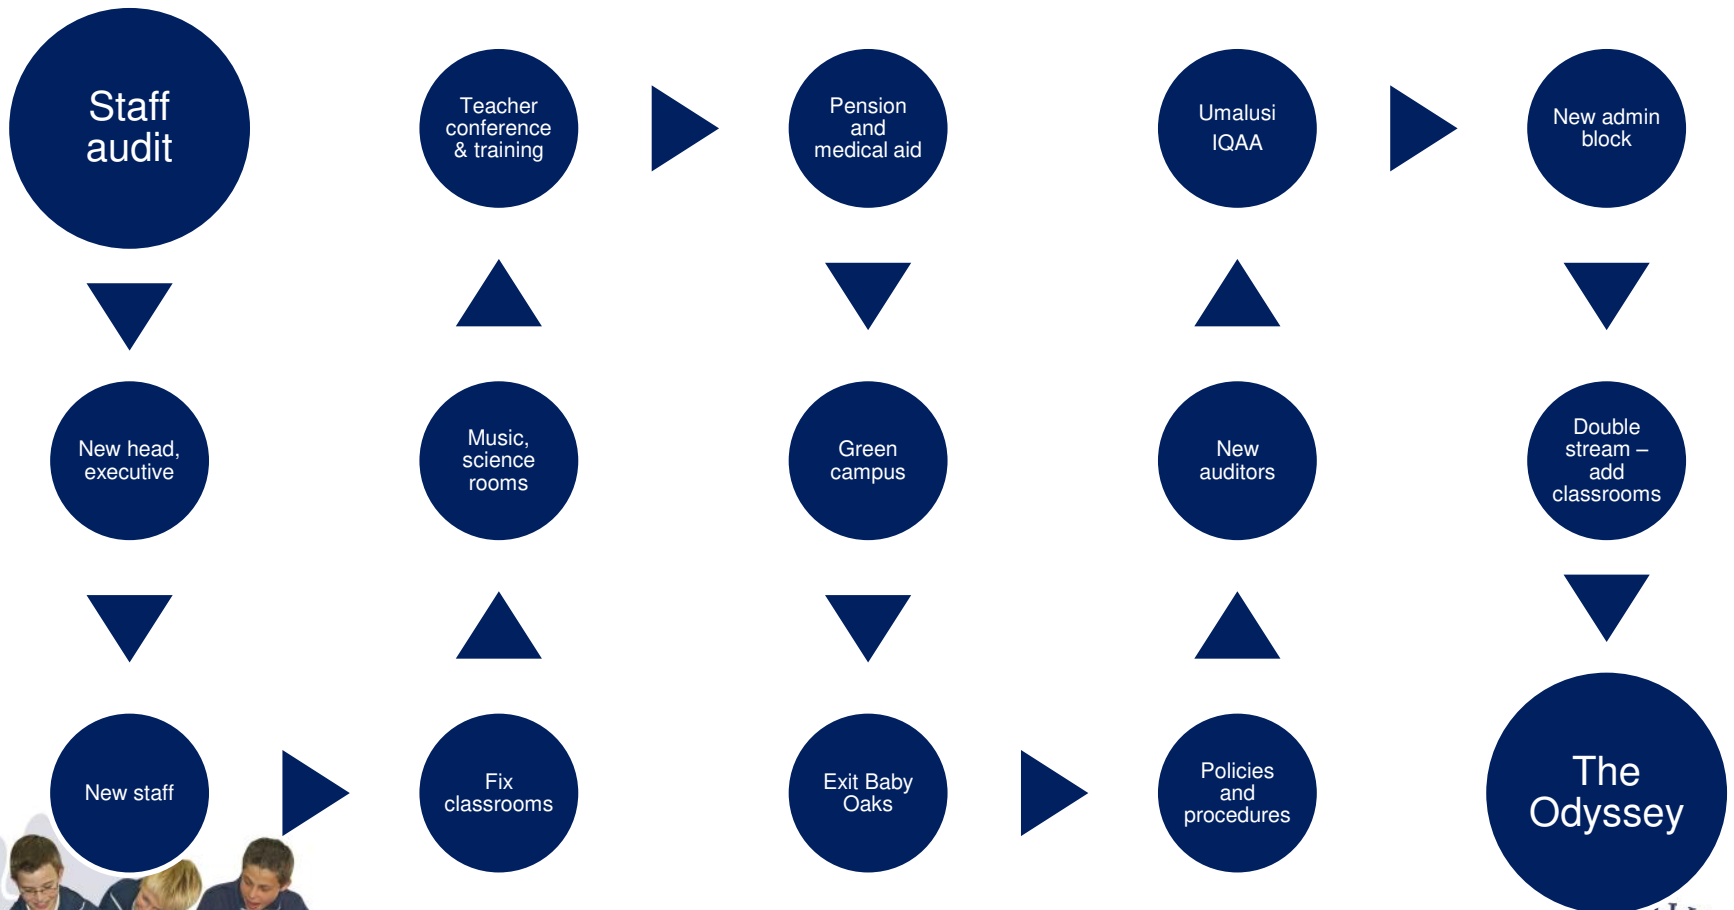 Staff
audit
New head,
executive
New staff
Fix
classrooms
Music,
science
rooms
Teacher
conference
& training
Pension
and
medical aid
Green
campus
Exit Baby
Oaks
Policies
and
procedures
New
auditors
Umalusi
IQAA
New admin
block
Double
stream –
add
classrooms
The
Odyssey